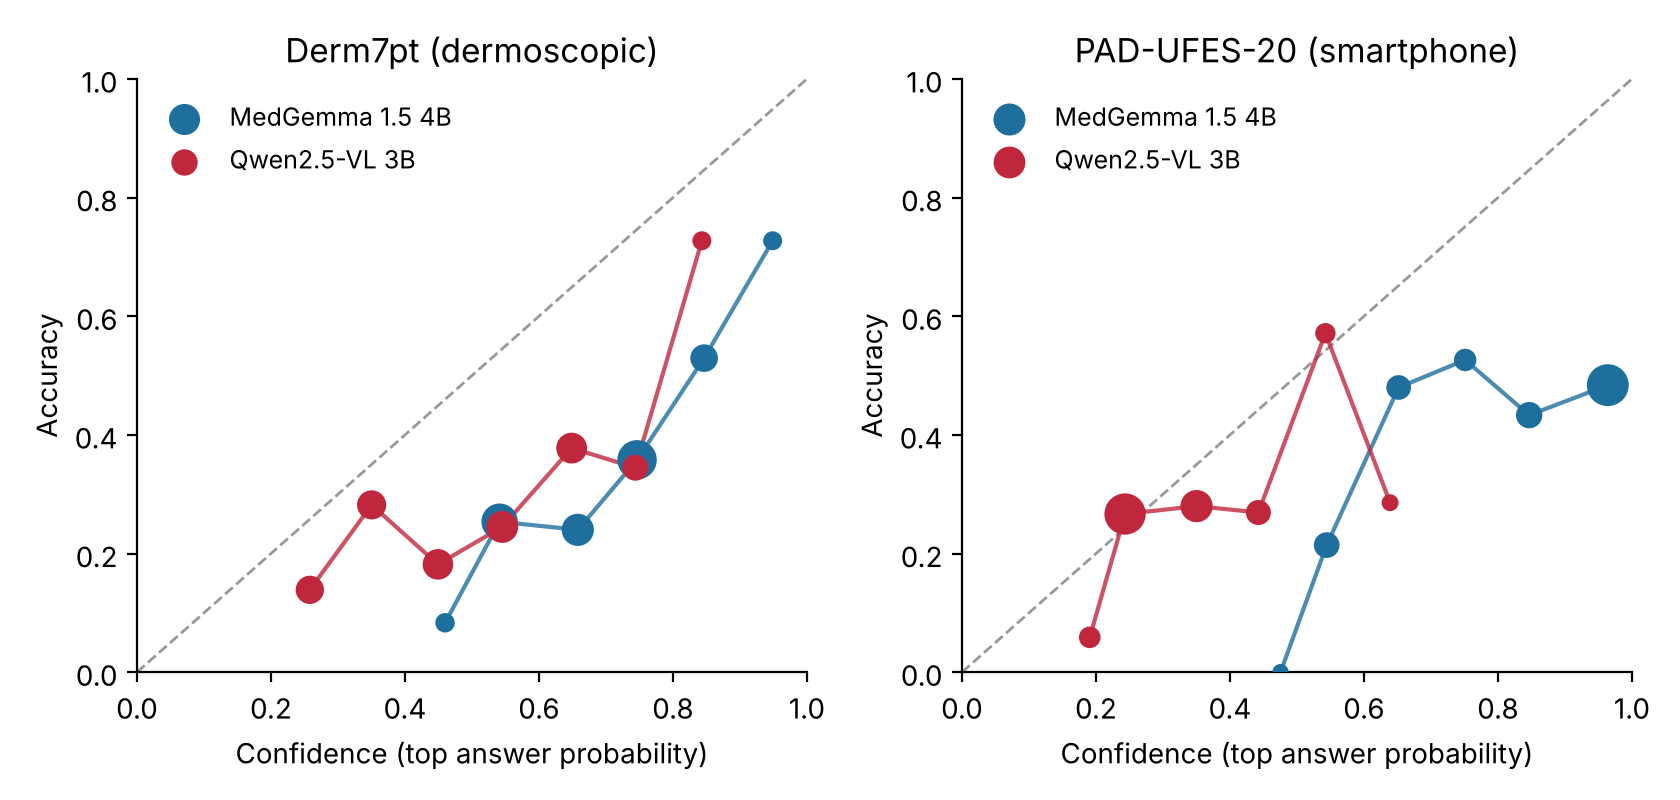 Derm7pt (dermoscopic)
MedGemma 1.5 4B
Qwen2.5-VL 3B
1.0
0.8
0.6
0.4
0.2
0.0
Accuracy
0.0 0.2 0.4 0.6 0.8 1.0
Confidence (top answer probability)
PAD-UFES-20 (smartphone)
MedGemma 1.5 4B
Qwen2.5-VL 3B
1.0
0.8
0.6
0.4
0.2
0.0
Accuracy
0.0 0.2 0.4 0.6 0.8 1.0
Confidence (top answer probability)